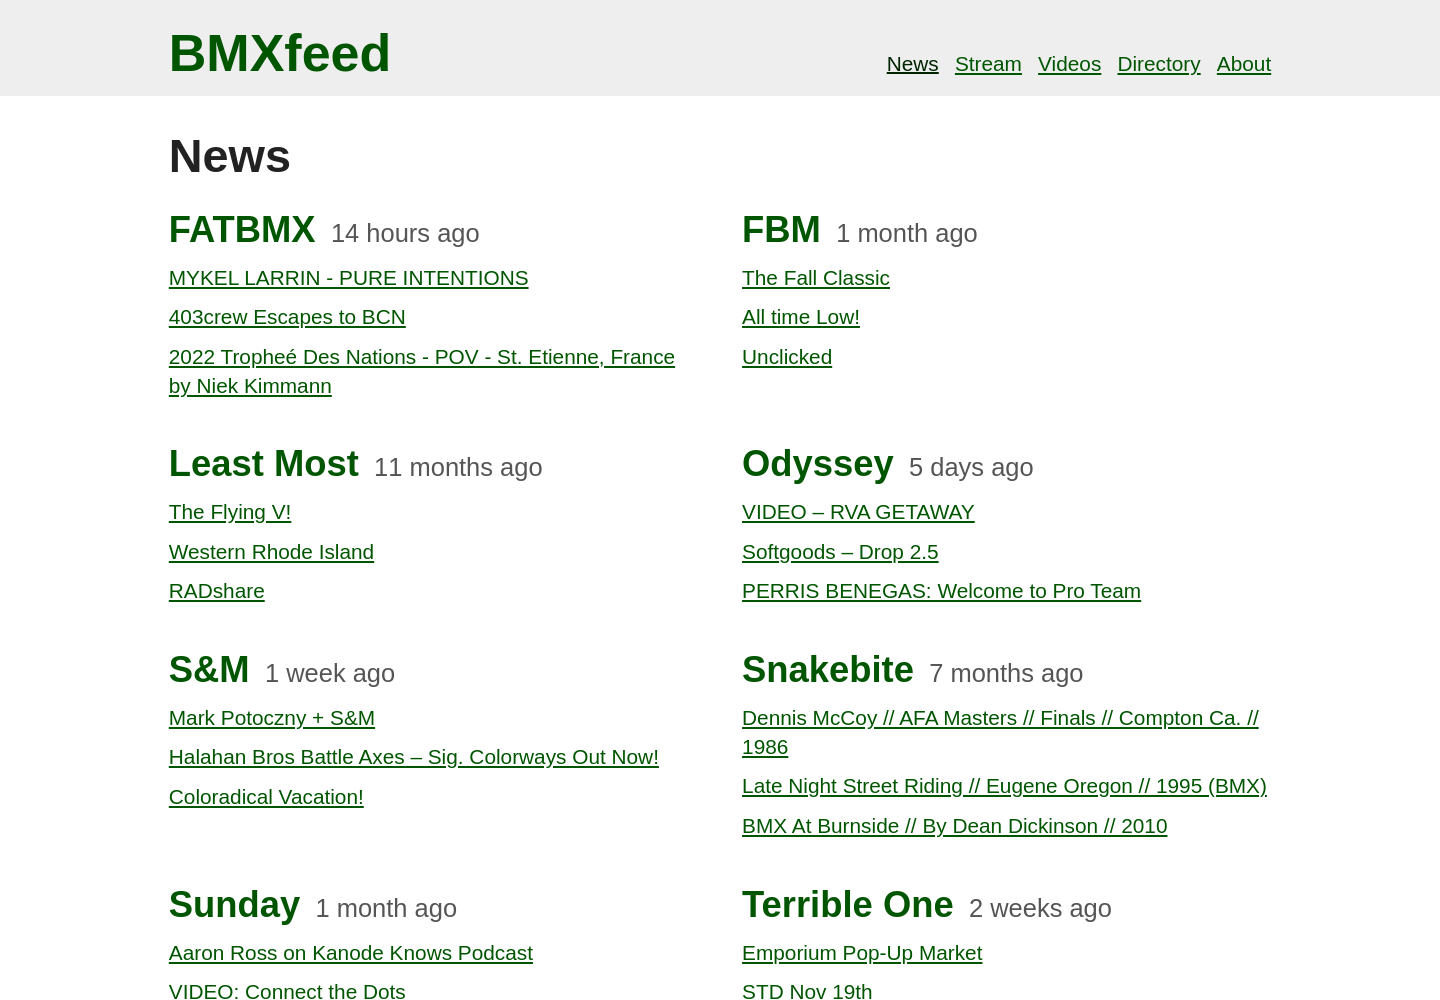 BMXfeed
News Stream Videos Directory About
News
FATBMX 14 hours ago
MYKEL LARRIN - PURE INTENTIONS
403crew Escapes to BCN
2022 Tropheé Des Nations - POV - St. Etienne, France
by Niek Kimmann
FBM 1 month ago
The Fall Classic
All time Low!
Unclicked
Least Most 11 months ago
The Flying V!
Western Rhode Island
RADshare
Odyssey 5 days ago
VIDEO – RVA GETAWAY
Softgoods – Drop 2.5
PERRIS BENEGAS: Welcome to Pro Team
S&M 1 week ago
Mark Potoczny + S&M
Halahan Bros Battle Axes – Sig. Colorways Out Now!
Coloradical Vacation!
Snakebite 7 months ago
Dennis McCoy // AFA Masters // Finals // Compton Ca. //
1986
Late Night Street Riding // Eugene Oregon // 1995 (BMX)
BMX At Burnside // By Dean Dickinson // 2010
Sunday 1 month ago
Aaron Ross on Kanode Knows Podcast
VIDEO: Connect the Dots
Terrible One 2 weeks ago
Emporium Pop-Up Market
STD Nov 19th